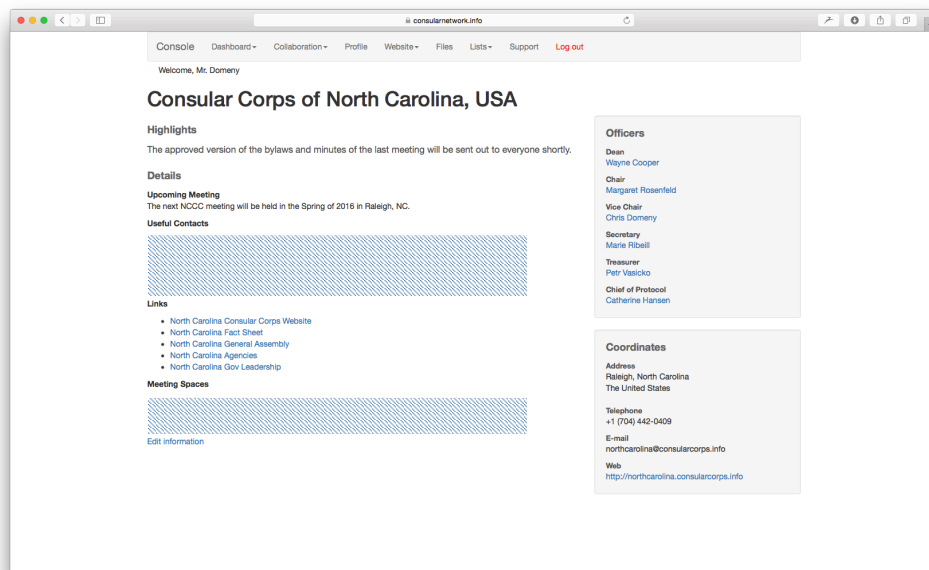 consularnetwork.info
Console Dashboard Collaboration Profile Website Files Lists Support Log out
Welcome, Mr. Domeny
Consular Corps of North Carolina, USA
Highlights
The approved version of the bylaws and minutes of the last meeting will be sent out to everyone shortly.
Details
Upcoming Meeting
The next NCCC meeting will be held in the Spring of 2016 in Raleigh, NC.
Useful Contacts
Links
North Carolina Consular Corps Website
North Carolina Fact Sheet
North Carolina General Assembly
North Carolina Agencies
North Carolina Gov Leadership
Meeting Spaces
Edit information
Officers
Dean
Wayne Cooper
Chair
Margaret Rosenfeld
Vice Chair
Chris Domeny
Secretary
Marie Ribeill
Treasurer
Petr Vasicko
Chief of Protocol
Catherine Hansen
Coordinates
Address
Raleigh, North Carolina
The United States
Telephone
+1 (704) 442-0409
E-mail
northcarolina@consularcorps.info
Web
http://northcarolina.consularcorps.info